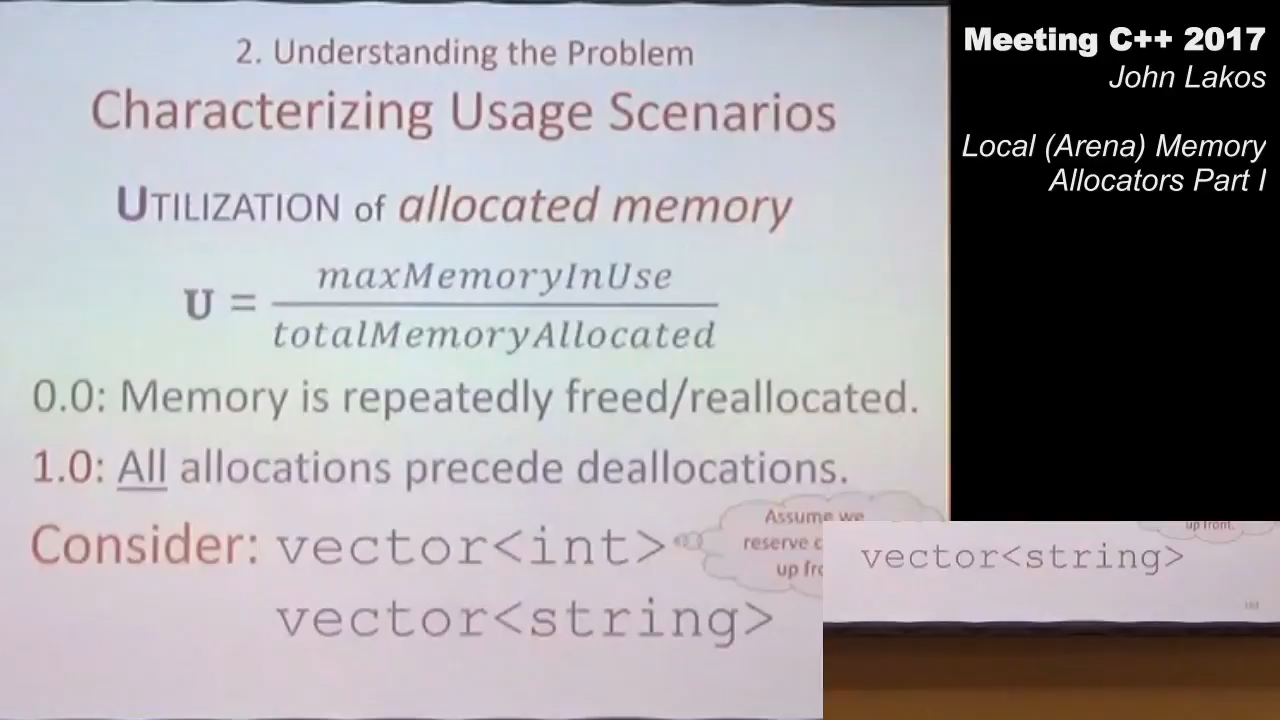 2. Understanding the Problem
Characterizing Usage Scenarios
UTILIZATION of allocated memory
U = maxMemoryInUse
totalMemoryAllocated
0.0: Memory is repeatedly freed/reallocated.
1.0: All allocations precede deallocations.
Consider: vector<int>
Assume we
reserve
up
vector<string>
Meeting C++ 2017
John Lakos
Local (Arena) Memory
Allocators Part I
up front.
vector<string>